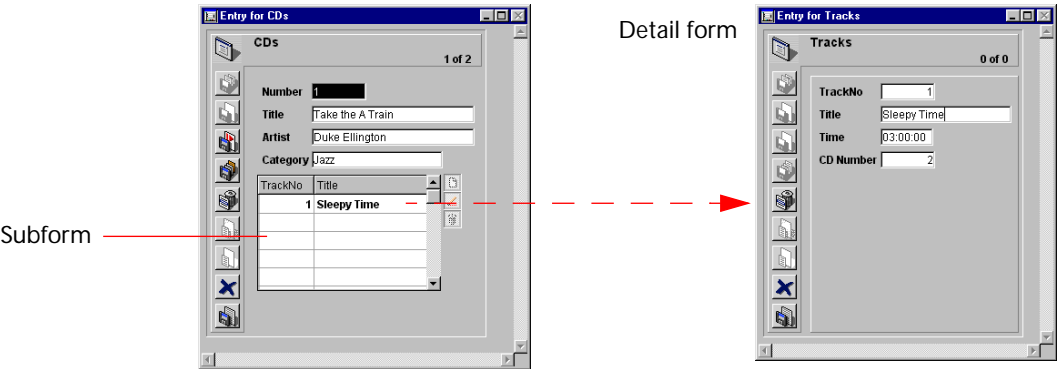 Entry for CDs
CDs
1 of 2
Number 1
Title Take the A Train
Artist Duke Ellington
Category Jazz
TrackNo Title
1 Sleepy Time
Subform
Detail form
Entry for Tracks
Tracks
0 of 0
TrackNo 1
Title Sleepy Time
Time 03:00:00
CD Number 2